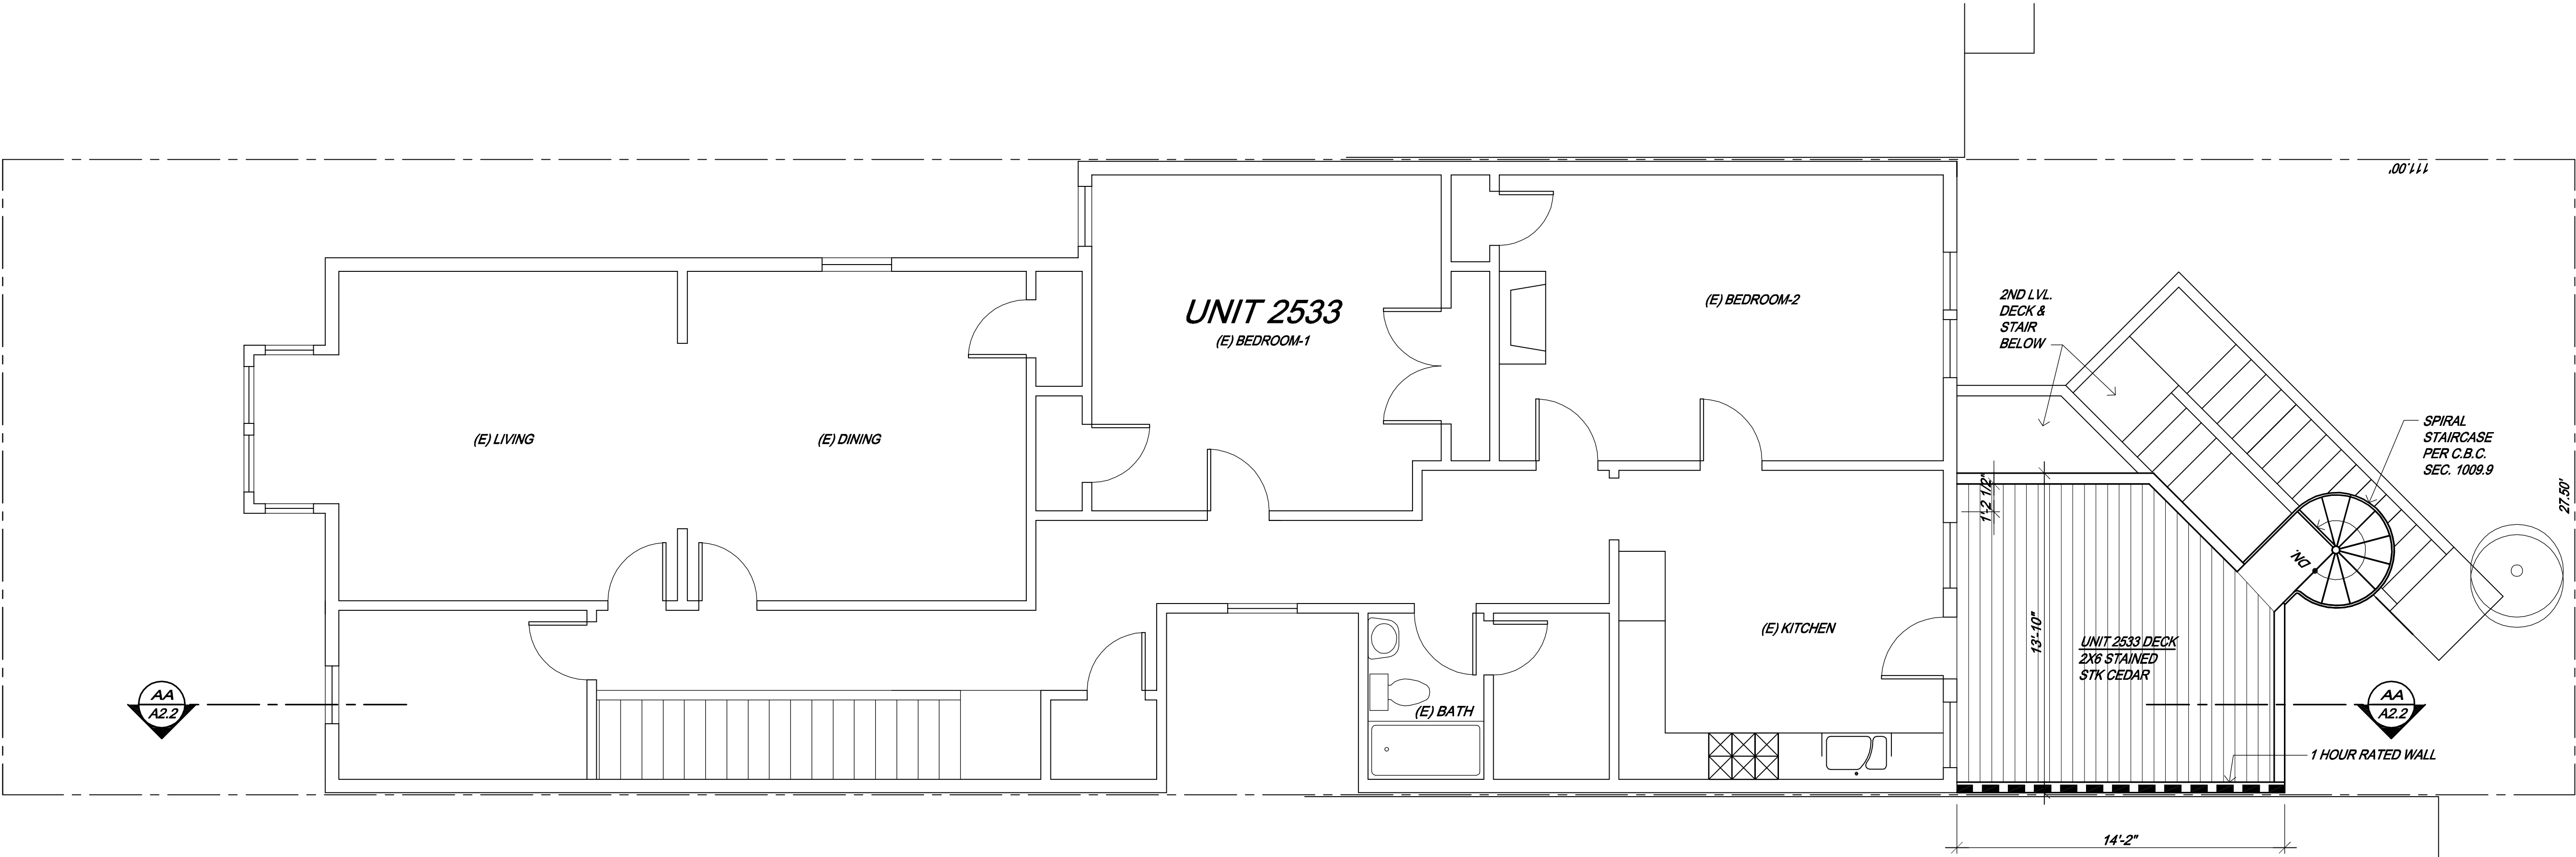 111.00'
UNIT 2533
(E) BEDROOM-1
(E) BEDROOM-2
2ND LVL.
DECK &
STAIR
BELOW
(E) LIVING
(E) DINING
SPIRAL
STAIRCASE
PER C.B.C.
SEC. 1009.9
1'-2 1/2"
27.50'
DN.
(E) KITCHEN
13'-10"
UNIT 2533 DECK
2X6 STAINED
STK CEDAR
AA
A2.2
(E) BATH
AA
A2.2
1 HOUR RATED WALL
14'-2"